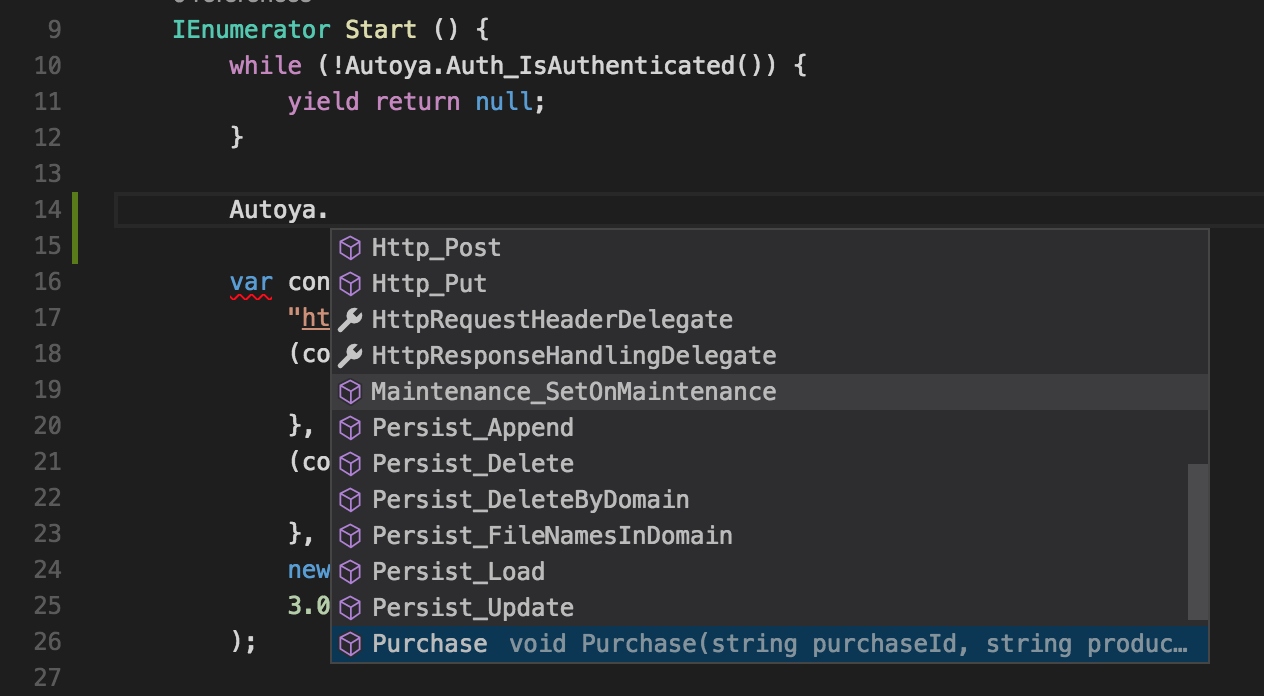 9 IEnumerator Start () {
10 while (!Autoya.Auth_IsAuthenticated()) {
11 yield return null;
12 }
13
14 Autoya.
15 Http_Post
16 var con Http_Put
17 "ht HttpRequestHeaderDelegate
18 (co HttpResponseHandlingDelegate
19 Maintenance_SetOnMaintenance
20 }, Persist_Append
21 (co Persist_Delete
22 Persist_DeleteByDomain
23 }, Persist_FileNamesInDomain
24 new Persist_Load
25 3.0 Persist_Update
26 ); Purchase void Purchase(string purchaseId, string produc…
27